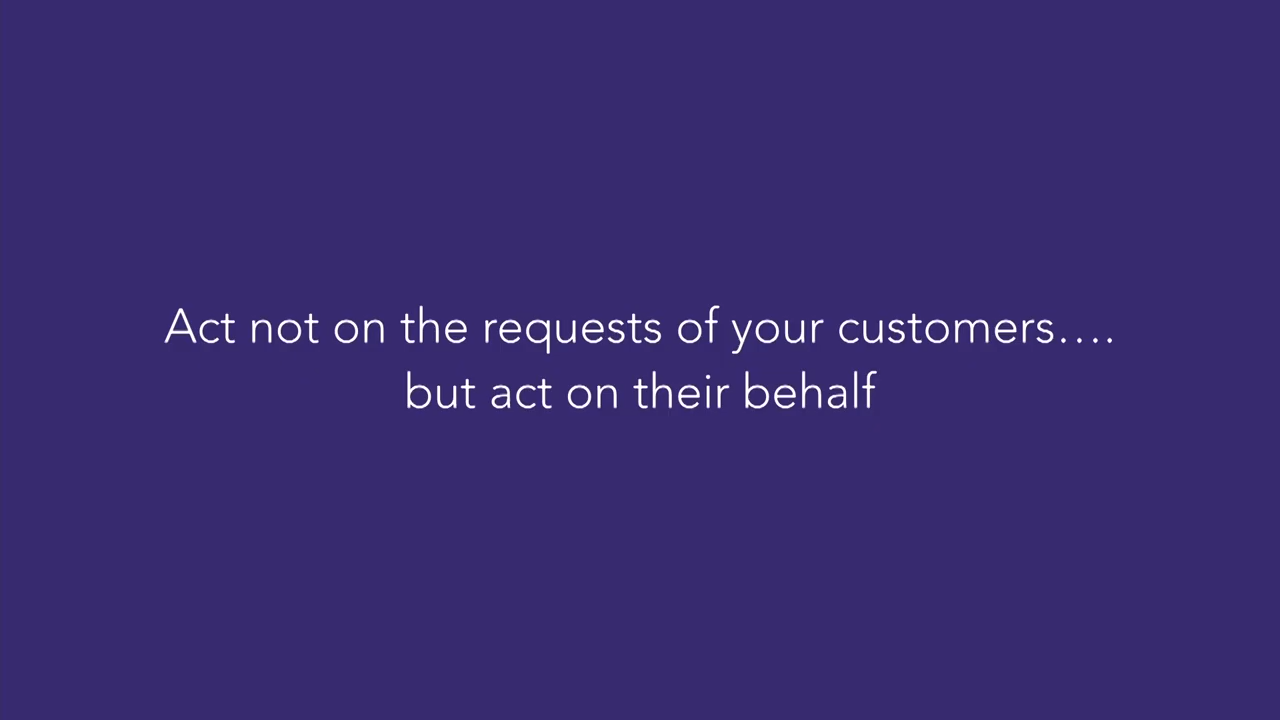 Act not on the requests of your customers....
but act on their behalf